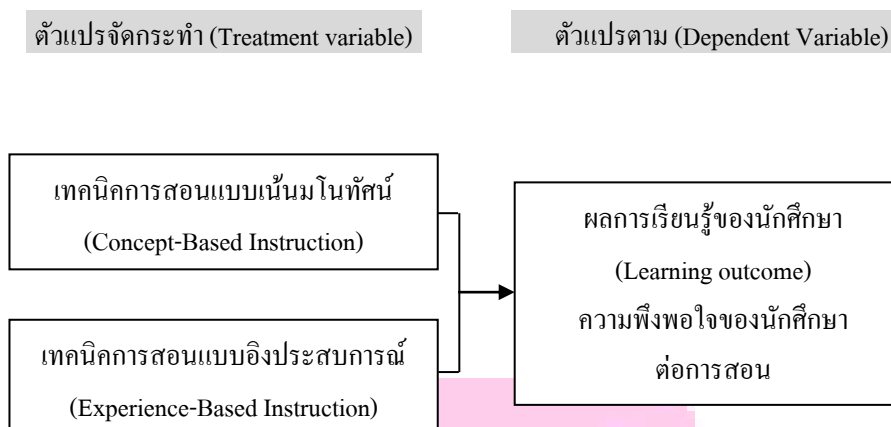 ตัวแปรจัดกระทำ (Treatment variable)
ตัวแปรตาม (Dependent Variable)
เทคนิคการสอนแบบเน้นมโนทัศน์
(Concept-Based Instruction)
เทคนิคการสอนแบบอิงประสบการณ์
(Experience-Based Instruction)
ผลการเรียนรู้ของนักศึกษา
(Learning outcome)
ความพึงพอใจของนักศึกษา
ต่อการสอน